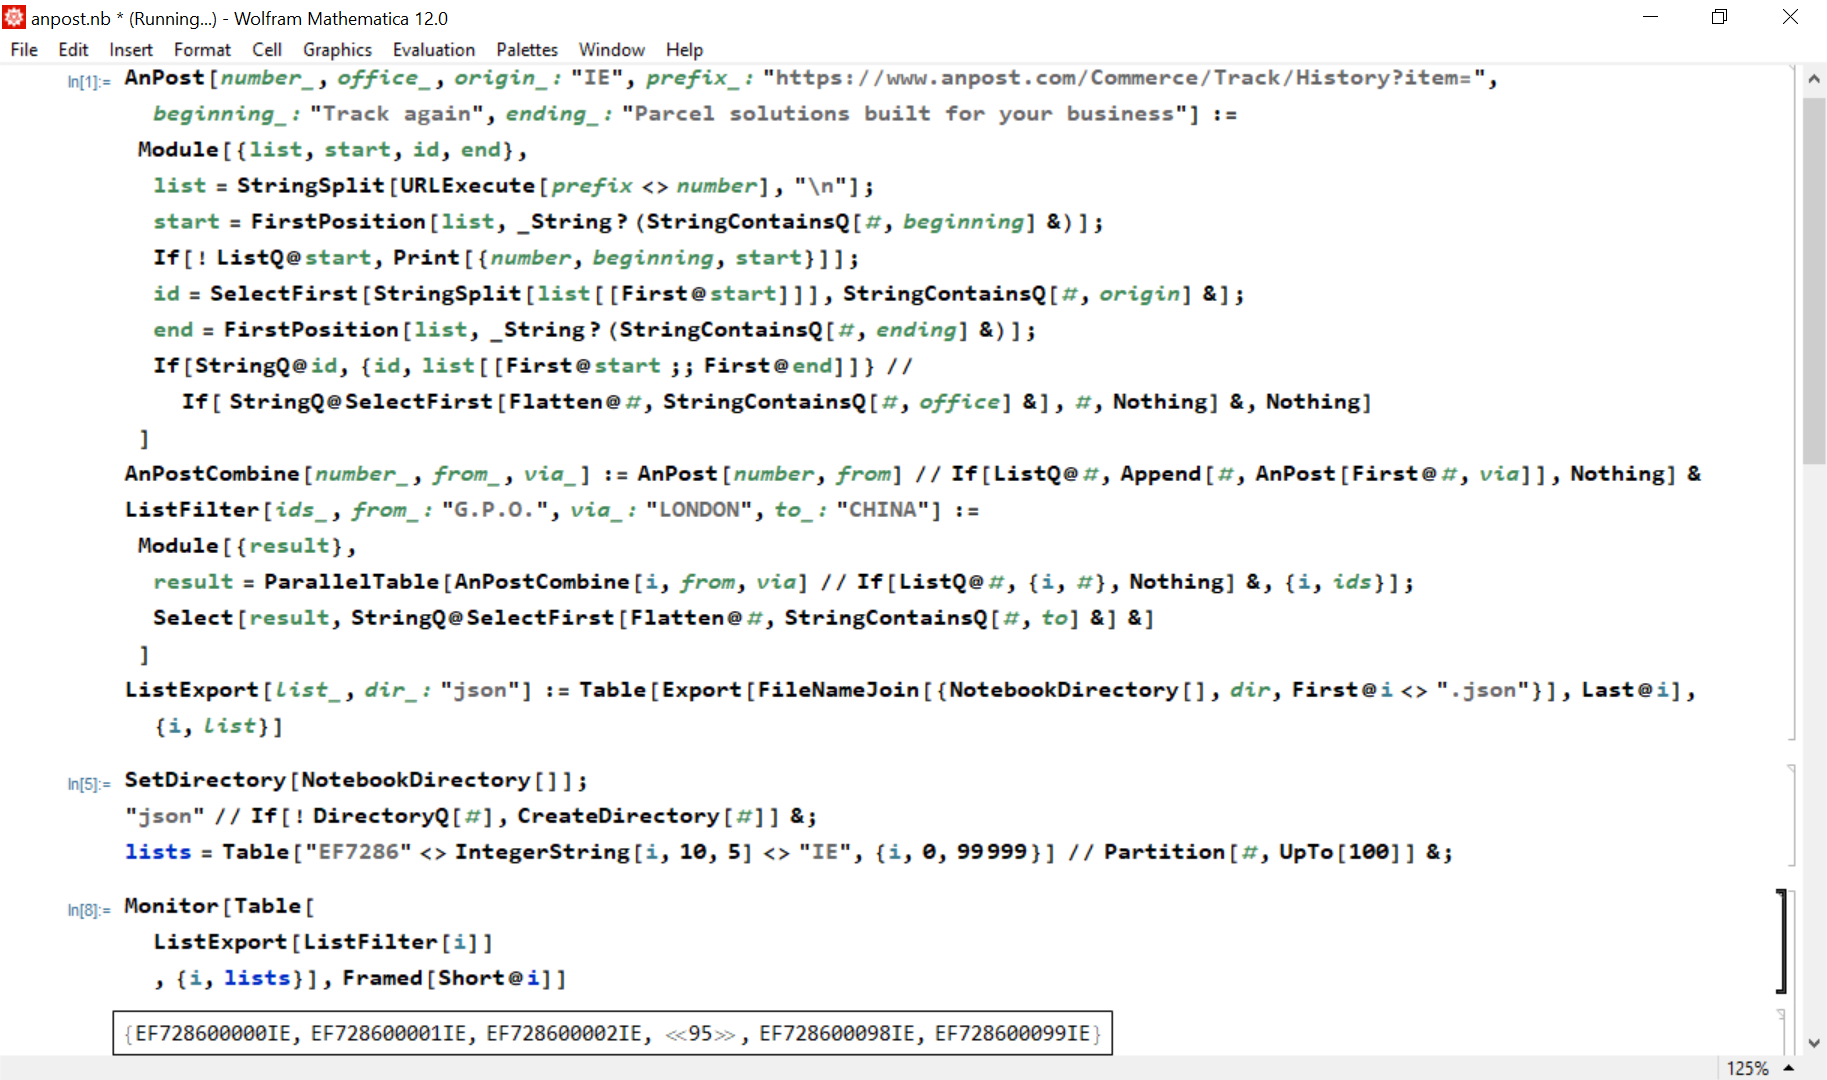 anpost.nb * (Running...) - Wolfram Mathematica 12.0
File Edit Insert Format Cell Graphics Evaluation Palettes Window Help
In[1]:= AnPost[number_, office_, origin_: "IE", prefix_: "https://www.anpost.com/Commerce/Track/History?item=",
beginning_: "Track again", ending_: "Parcel solutions built for your business"] :=
Module[{list, start, id, end},
list = StringSplit[URLExecute[prefix <> number], "\n"];
start = FirstPosition[list, _String?(StringContainsQ[#, beginning] &)];
If[! ListQ@start, Print[{number, beginning, start}]];
id = SelectFirst[StringSplit[list[[First@start]]], StringContainsQ[#, origin] &];
end = FirstPosition[list, _String?(StringContainsQ[#, ending] &)];
If[StringQ@id, {id, list[[First@start ;; First@end]]} //
If[ StringQ@SelectFirst[Flatten@#, StringContainsQ[#, office] &], #, Nothing] &, Nothing]
]
AnPostCombine[number_, from_, via_] := AnPost[number, from] // If[ListQ@#, Append[#, AnPost[First@#, via]], Nothing] &
ListFilter[ids_, from_: "G.P.O.", via_: "LONDON", to_: "CHINA"] :=
Module[{result},
result = ParallelTable[AnPostCombine[i, from, via] // If[ListQ@#, {i, #}, Nothing] &, {i, ids}];
Select[result, StringQ@SelectFirst[Flatten@#, StringContainsQ[#, to] &] &]
]
ListExport[list_, dir_: "json"] := Table[Export[FileNameJoin[{NotebookDirectory[], dir, First@i <> ".json"}], Last@i],
{i, list}]
In[5]:= SetDirectory[NotebookDirectory[]];
"json" // If[! DirectoryQ[#], CreateDirectory[#]] &;
lists = Table["EF7286" <> IntegerString[i, 10, 5] <> "IE", {i, 0, 99999}] // Partition[#, UpTo[100]] &;
In[8]:= Monitor[Table[
ListExport[ListFilter[i]]
, {i, lists}], Framed[Short@i]]
{EF728600000IE, EF728600001IE, EF728600002IE, <<95>>, EF728600098IE, EF728600099IE}
125%